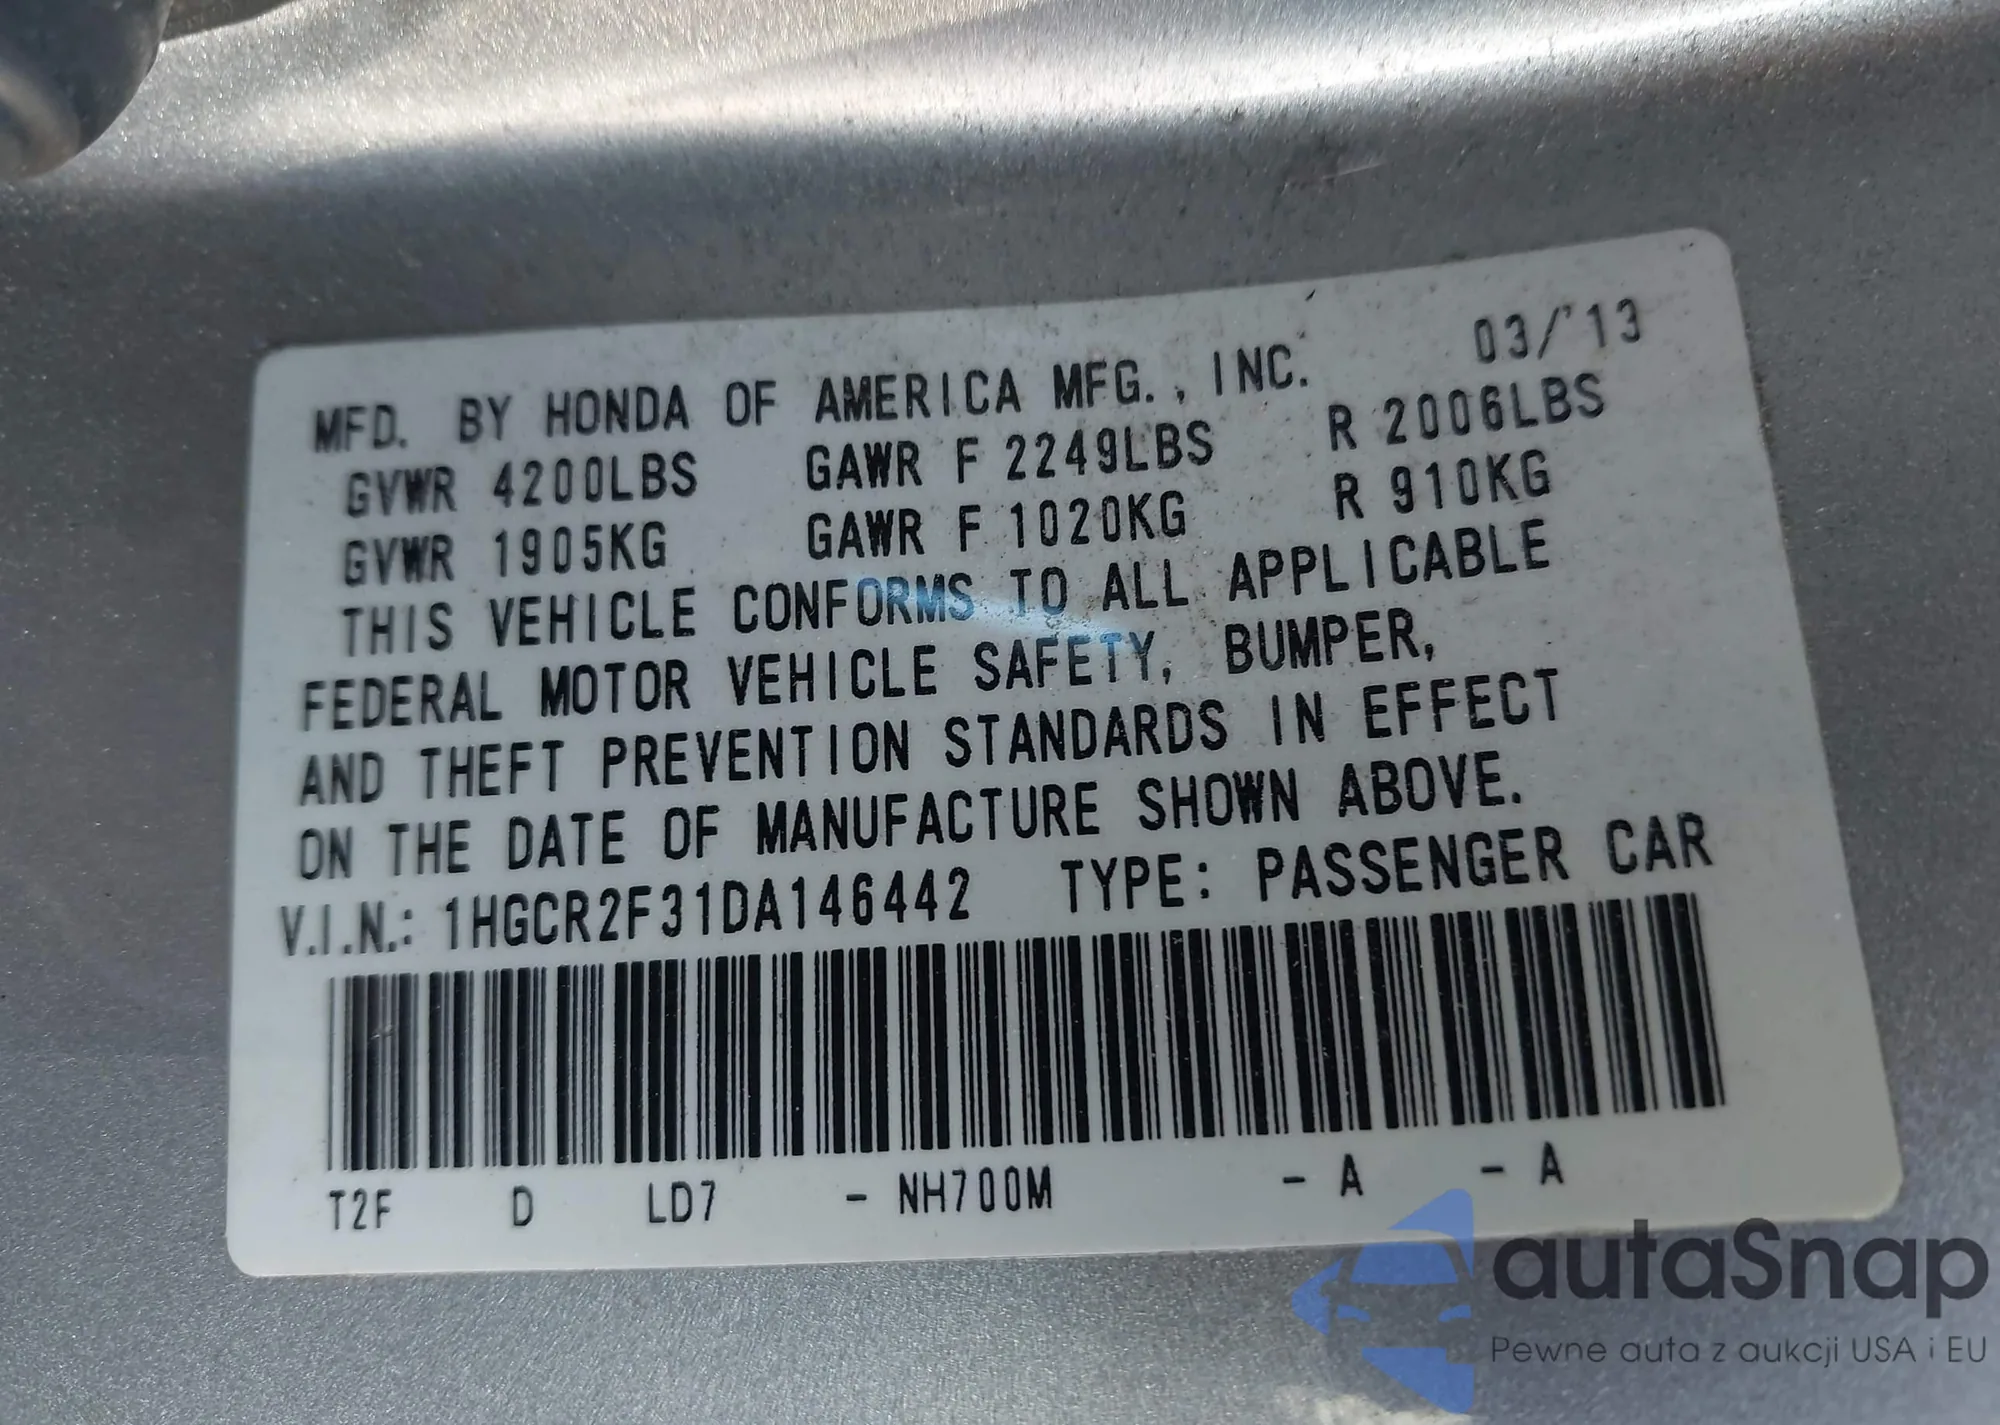 MFD. BY HONDA OF AMERICA MFG., INC. 03/'13
GVWR 4200LBS GAWR F 2249LBS R 2006LBS
GVWR 1905KG GAWR F 1020KG R 910KG
THIS VEHICLE CONFORMS TO ALL APPLICABLE
FEDERAL MOTOR VEHICLE SAFETY, BUMPER,
AND THEFT PREVENTION STANDARDS IN EFFECT
ON THE DATE OF MANUFACTURE SHOWN ABOVE.
V.I.N.: 1HGCR2F31DA146442 TYPE: PASSENGER CAR
T2F D LD7 - NH700M - A - A
autaSnap
Pewne auta z aukcji USA i EU